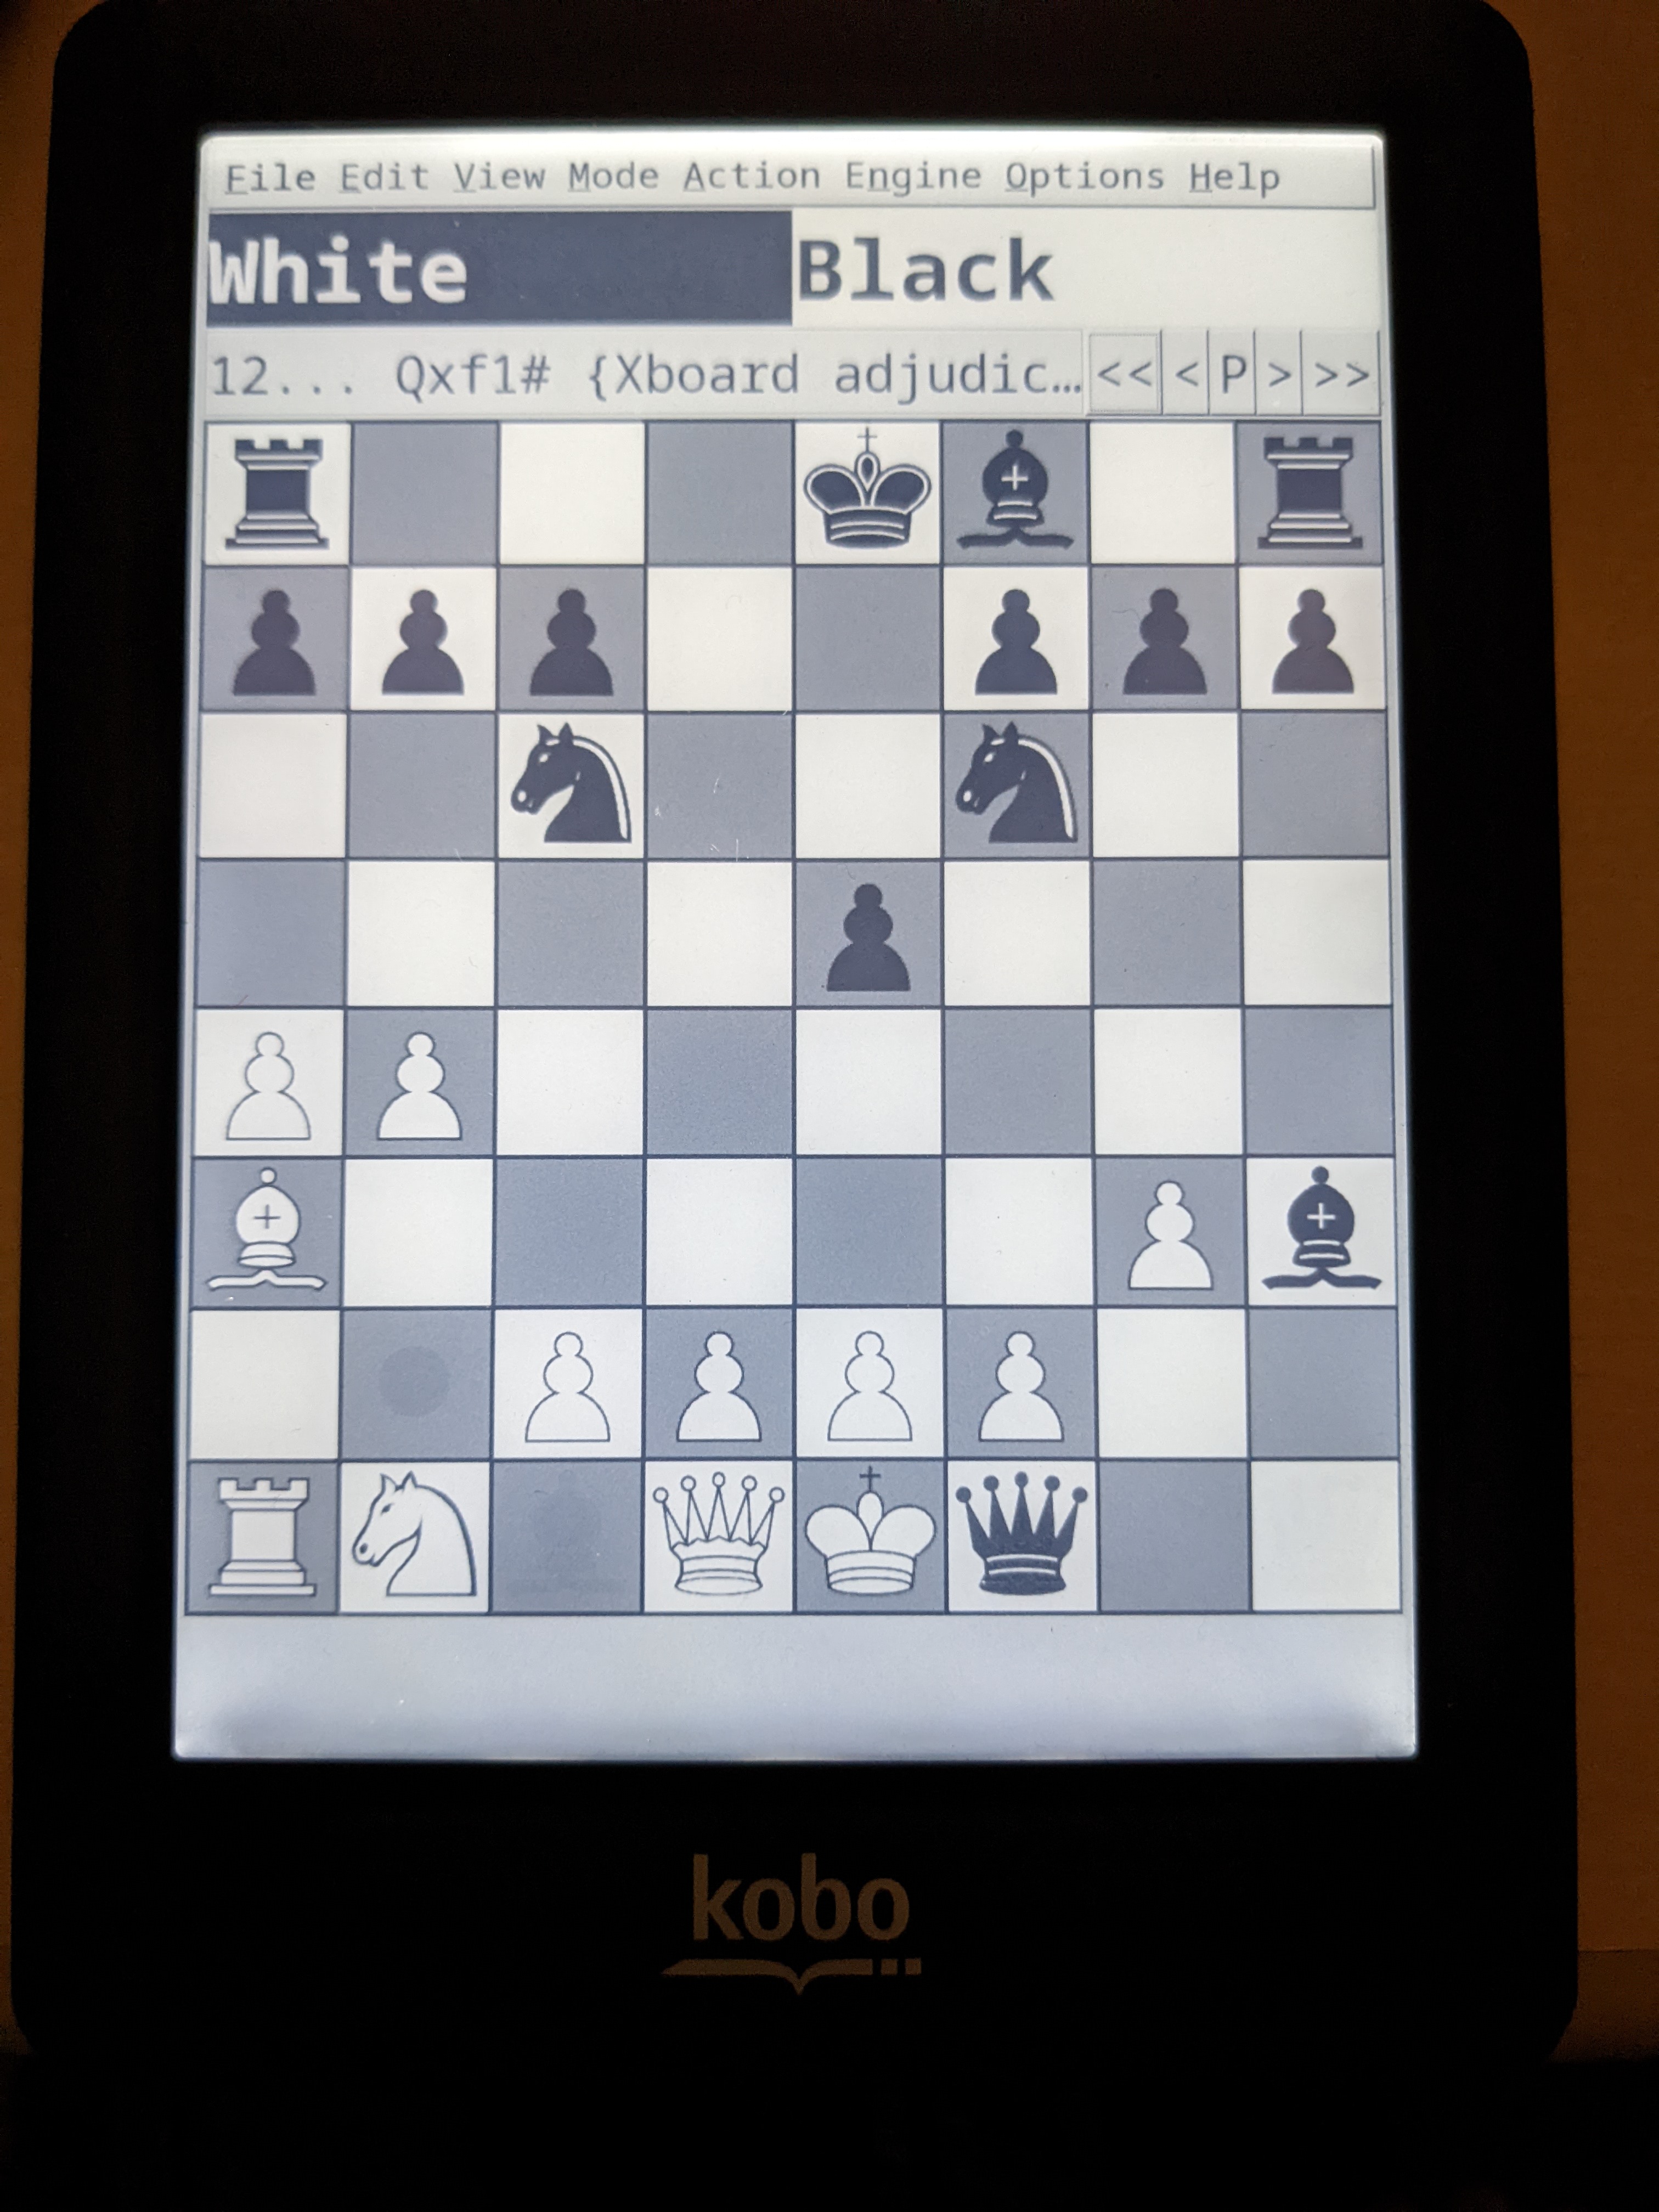 File Edit View Mode Action Engine Options Help
White Black
12... Qxf1# {Xboard adjudic… << < P > >>
kobo